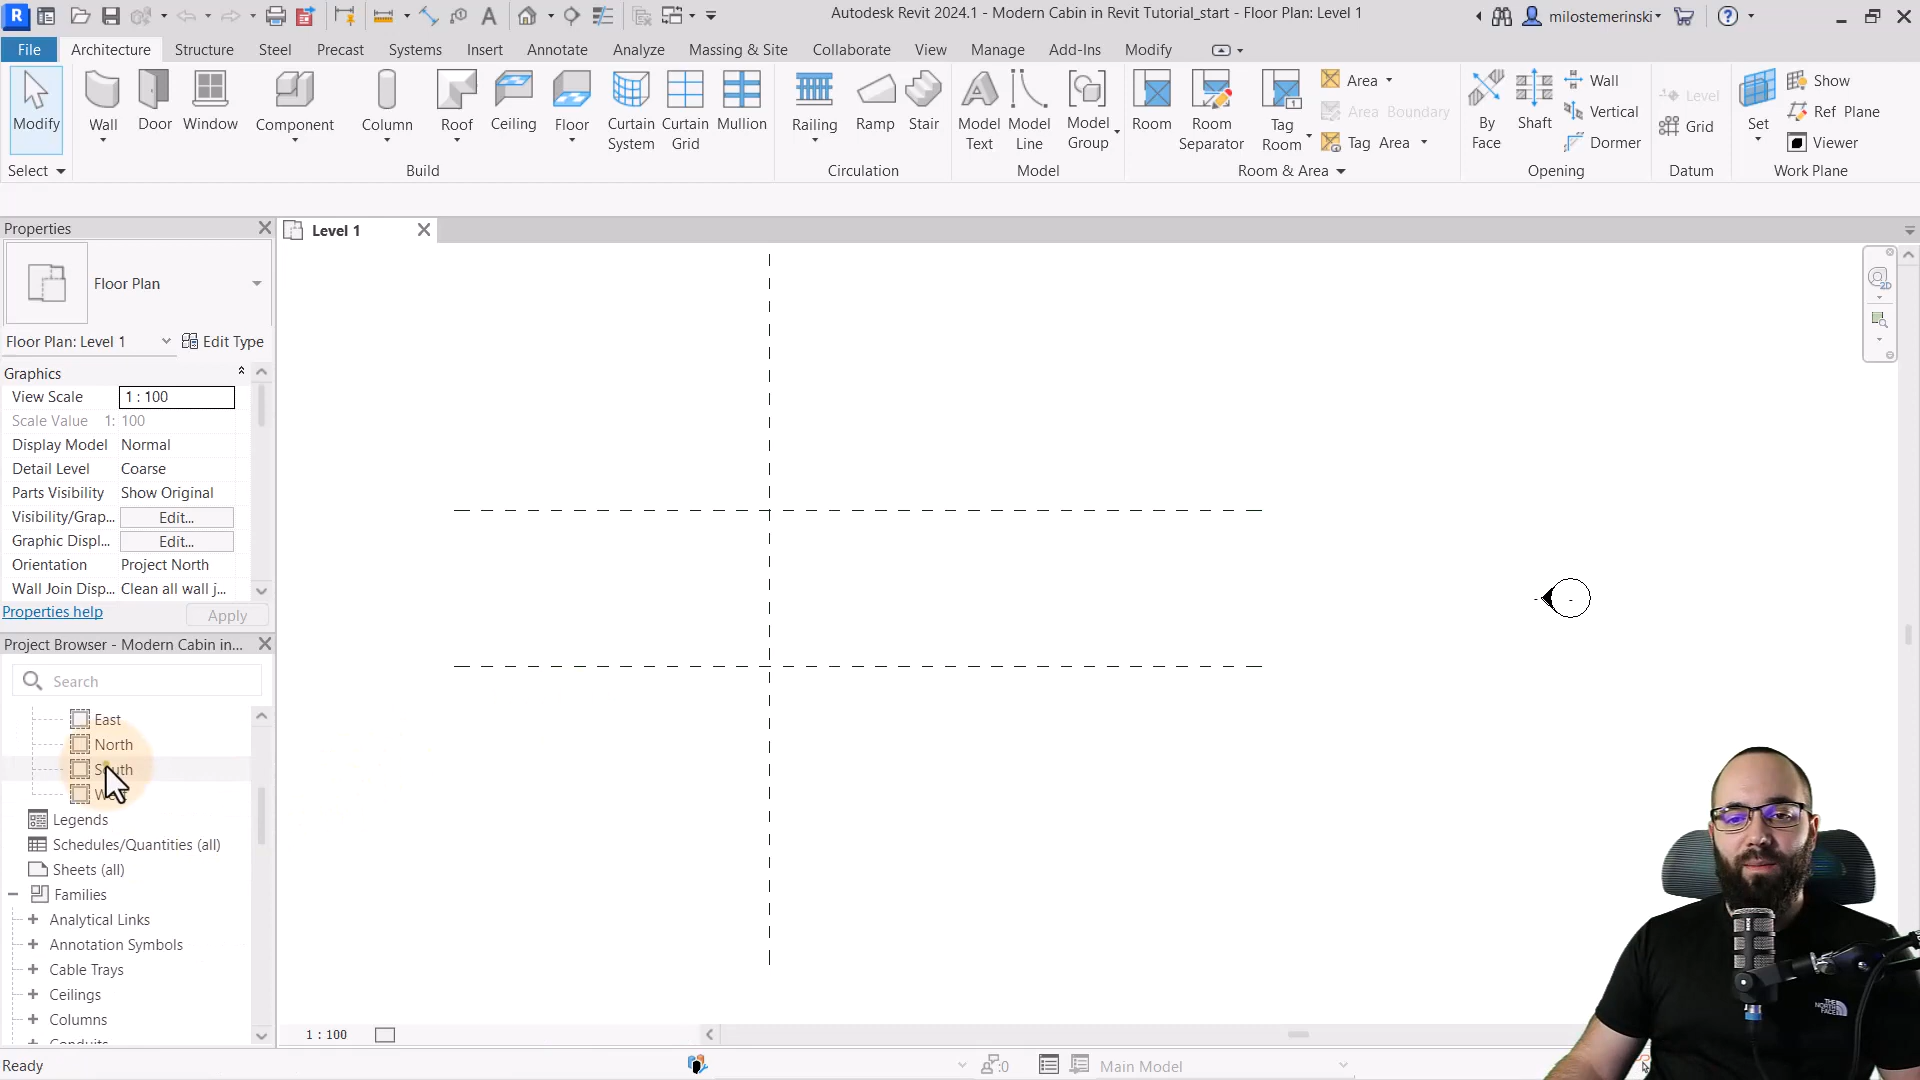 R
Autodesk Revit 2024.1 - Modern Cabin in Revit Tutorial_start - Floor Plan: Level 1
milostemerinski
File Architecture Structure Steel Precast Systems Insert Annotate Analyze Massing & Site Collaborate View Manage Add-Ins Modify
Modify
Wall
Door
Window
Component
Column
Roof
Ceiling
Floor
Curtain System
Curtain Grid
Mullion
Railing
Ramp
Stair
Model Text
Model Line
Model Group
Room
Room Separator
Tag Room
Area
Area Boundary
Tag Area
By Face
Shaft
Wall
Vertical
Dormer
Level
Grid
Set
Show
Ref Plane
Viewer
Select
Build
Circulation
Model
Room & Area
Opening
Datum
Work Plane
Properties
Level 1
Floor Plan
Floor Plan: Level 1
Edit Type
Graphics
View Scale 1 : 100
Scale Value 1: 100
Display Model Normal
Detail Level Coarse
Parts Visibility Show Original
Visibility/Grap... Edit...
Graphic Displ... Edit...
Orientation Project North
Wall Join Disp... Clean all wall j...
Properties help
Apply
Project Browser - Modern Cabin in...
Search
East
North
South
Legends
Schedules/Quantities (all)
Sheets (all)
Families
Analytical Links
Annotation Symbols
Cable Trays
Ceilings
Columns
Conduits
1 : 100
Ready
:0
Main Model
2D
THE NORTH FACE